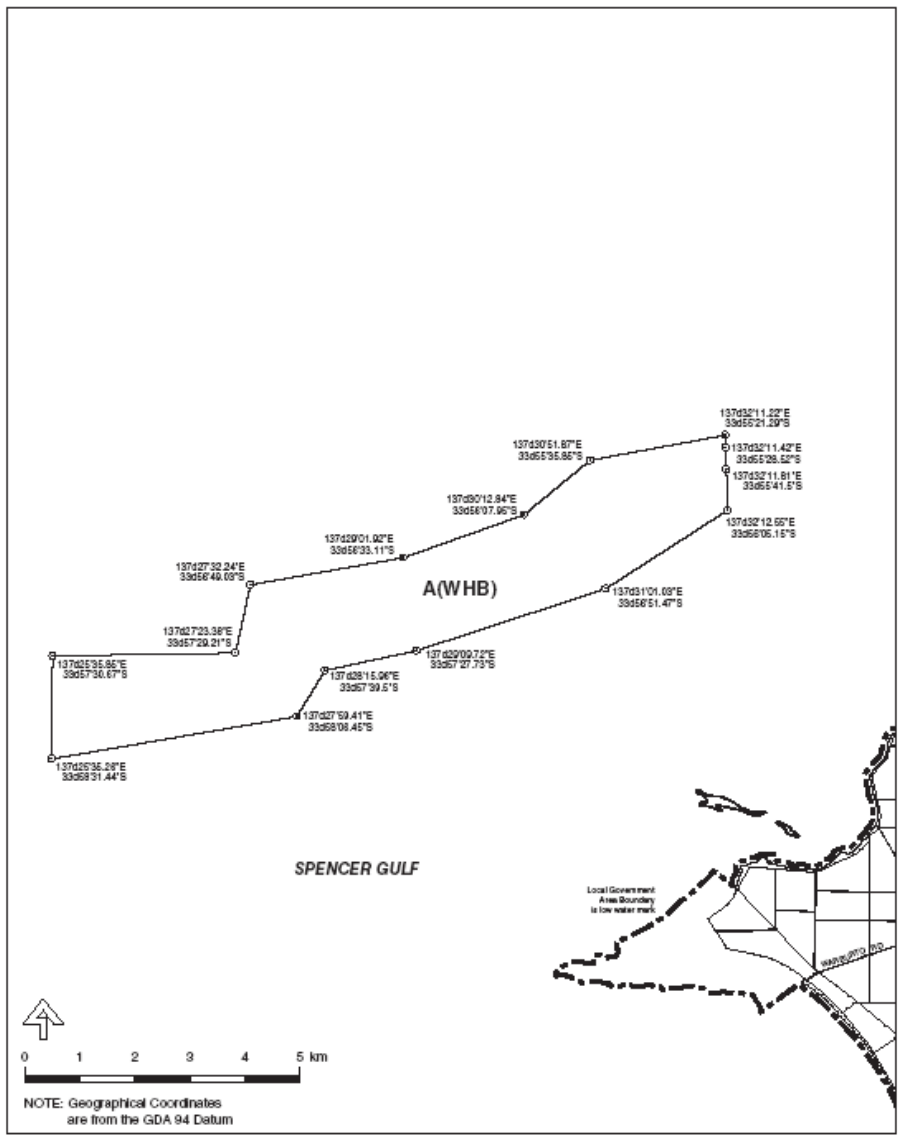 137d32'11.22"E
33d55'21.29"S
137d30'51.87"E
33d55'35.85"S
137d32'11.42"E
33d55'28.52"S
137d32'11.81"E
33d55'41.5"S
137d30'12.84"E
33d56'07.95"S
137d32'12.55"E
33d56'05.15"S
137d29'01.92"E
33d56'33.11"S
137d27'32.24"E
33d56'49.03"S
A(WHB)
137d31'01.03"E
33d56'51.47"S
137d27'23.38"E
33d57'29.21"S
137d25'35.85"E
33d57'30.67"S
137d29'09.72"E
33d57'27.73"S
137d28'15.96"E
33d57'39.5"S
137d27'59.41"E
33d58'06.45"S
137d25'35.26"E
33d58'31.44"S
SPENCER GULF
Local Government
Area Boundary
is low water mark
WARBURTO RD
0 1 2 3 4 5 km
NOTE: Geographical Coordinates
are from the GDA 94 Datum